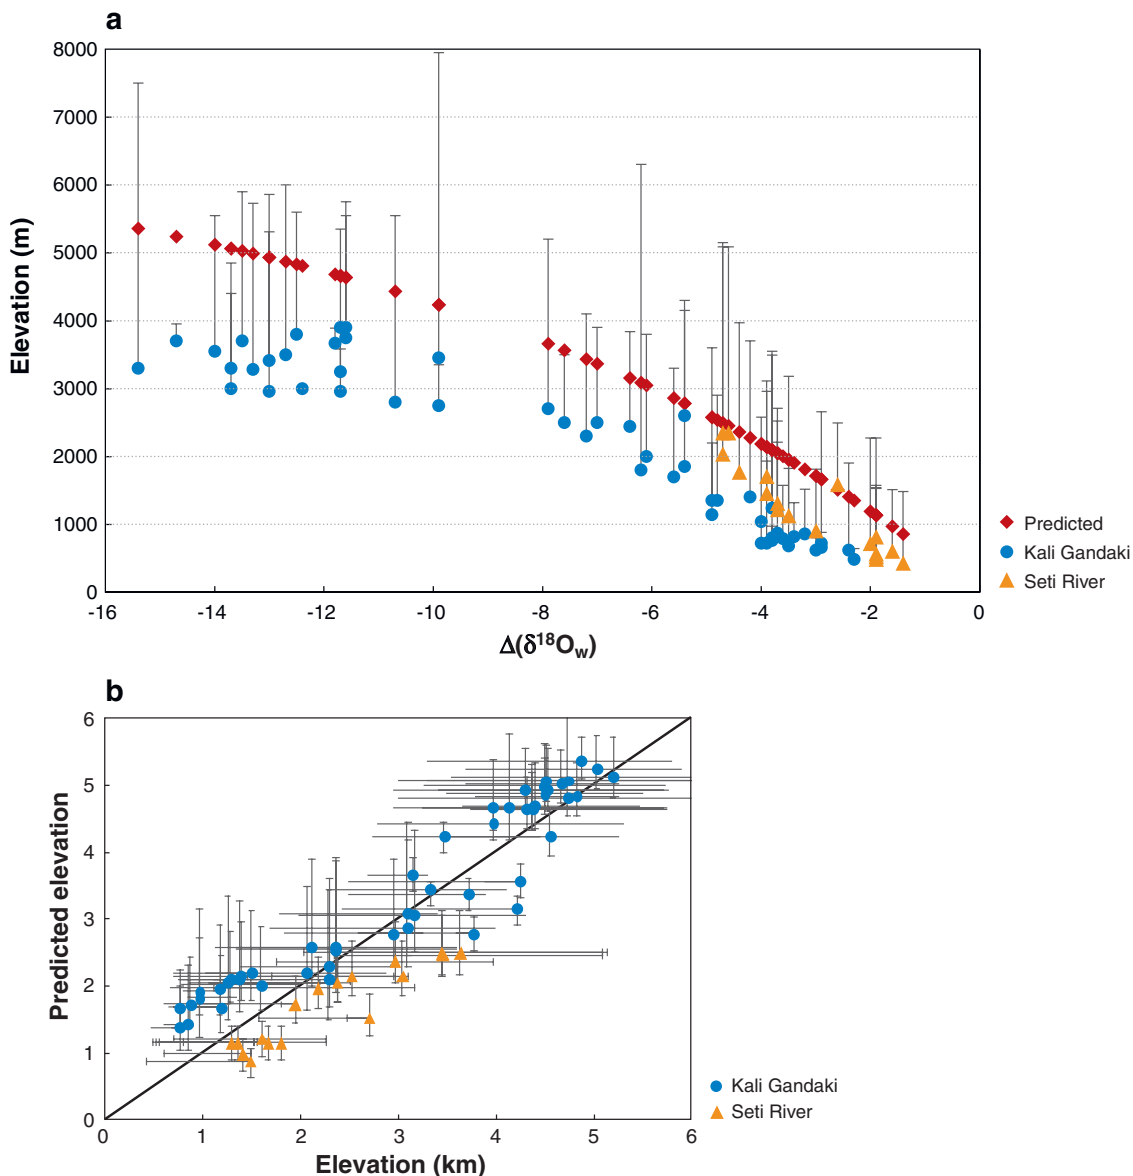 a
8000
7000
6000
5000
4000
3000
2000
1000
0
Elevation (m)
-16
-14
-12
-10
-8
-6
-4
-2
0
Δ(δ¹⁸Ow)
Predicted
Kali Gandaki
Seti River
b
6
5
4
3
2
1
0
Predicted elevation
0
1
2
3
4
5
6
Elevation (km)
Kali Gandaki
Seti River